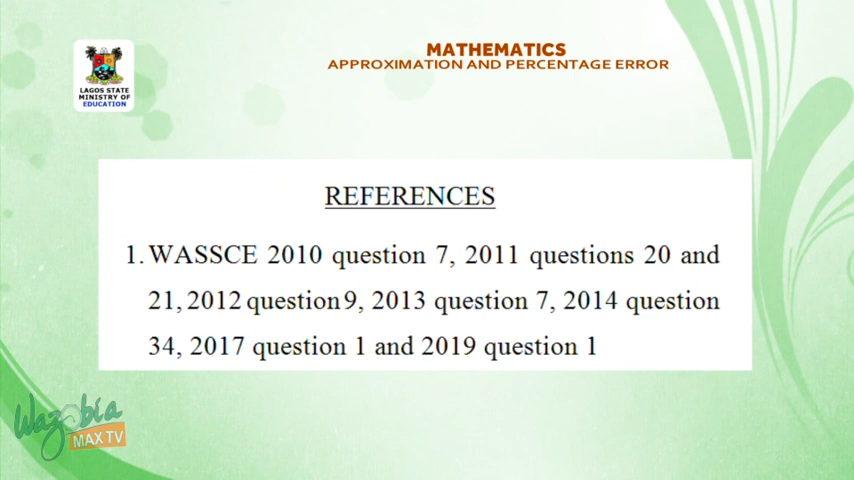 MATHEMATICS
APPROXIMATION AND PERCENTAGE ERROR
LAGOS STATE
MINISTRY OF
EDUCATION
REFERENCES
1. WASSCE 2010 question 7, 2011 questions 20 and
21, 2012 question 9, 2013 question 7, 2014 question
34, 2017 question 1 and 2019 question 1
Wazobia
MAX TV